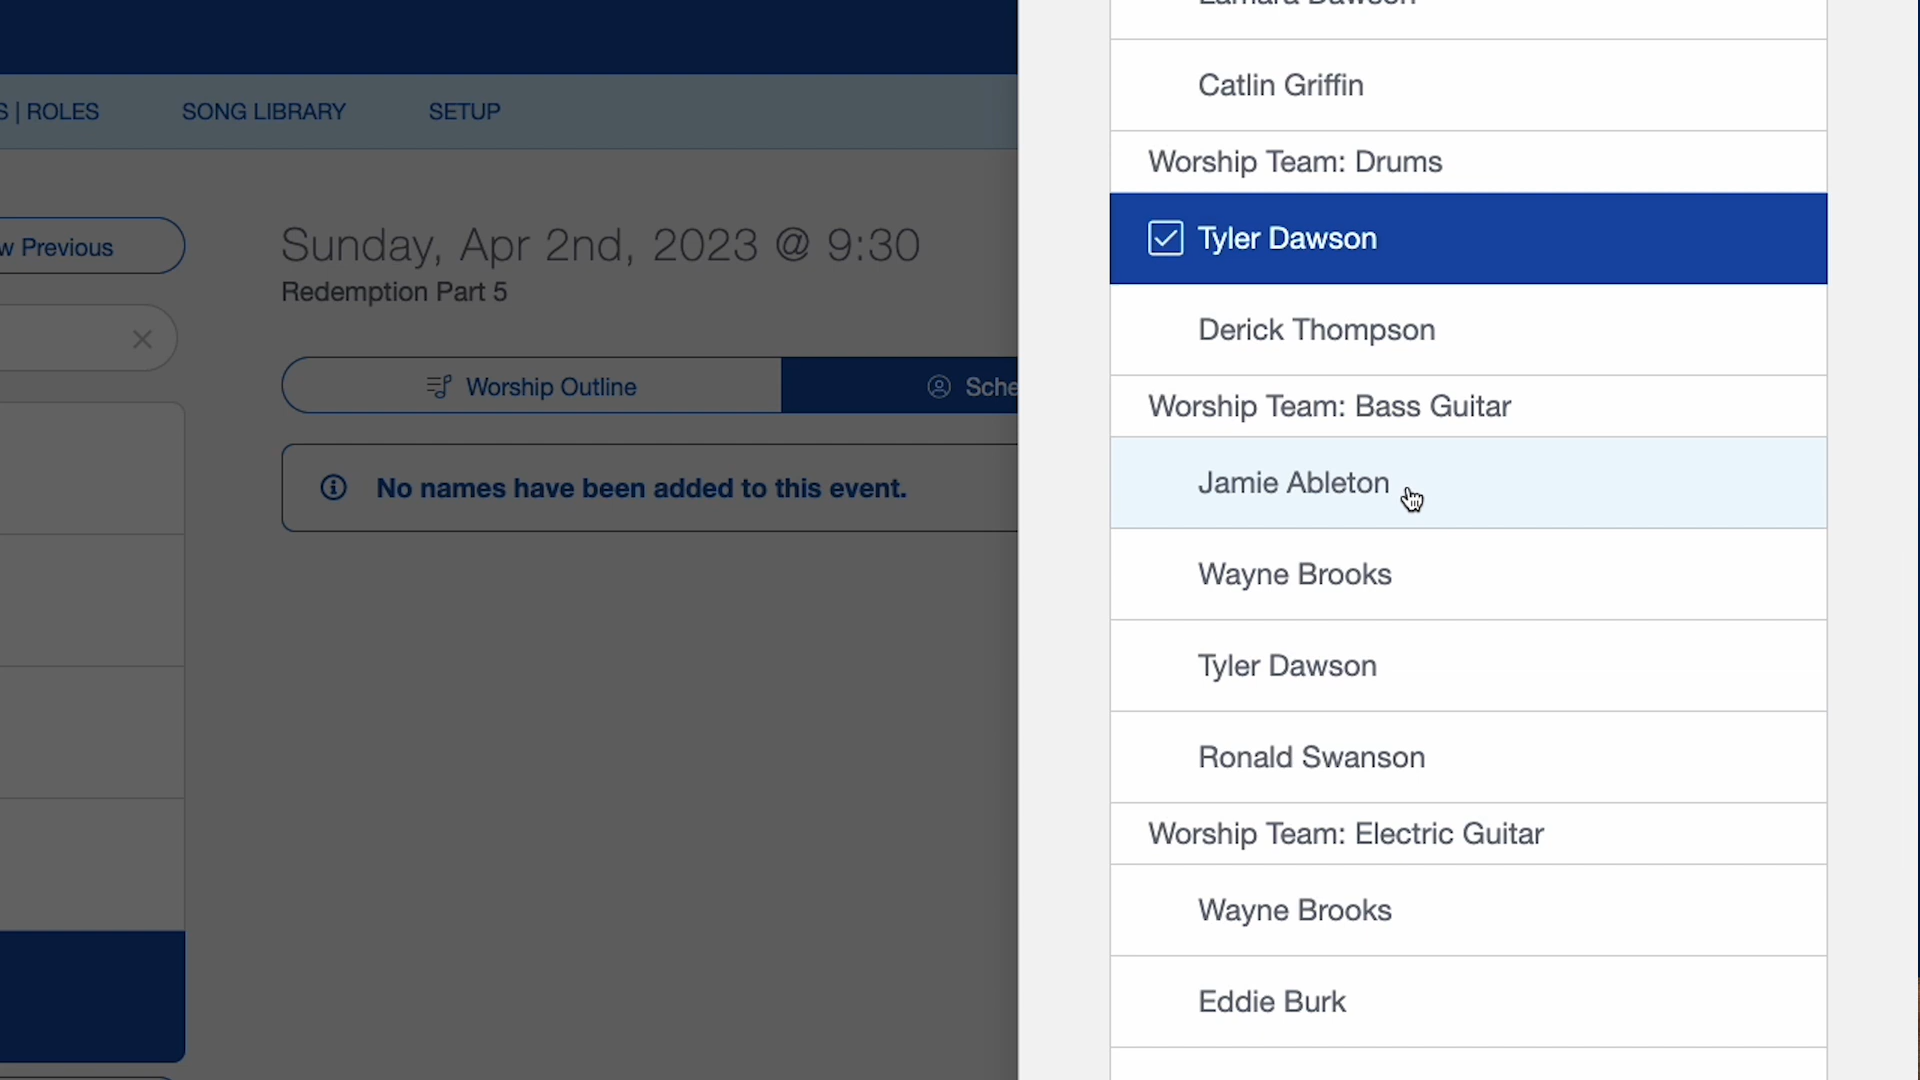 | ROLES
SONG LIBRARY
SETUP
Previous
Sunday, Apr 2nd, 2023 @ 9:30
Redemption Part 5
Worship Outline
No names have been added to this event.
Dawson
Catlin Griffin
Worship Team: Drums
Tyler Dawson
Derick Thompson
Worship Team: Bass Guitar
Jamie Ableton
Wayne Brooks
Tyler Dawson
Ronald Swanson
Worship Team: Electric Guitar
Wayne Brooks
Eddie Burk